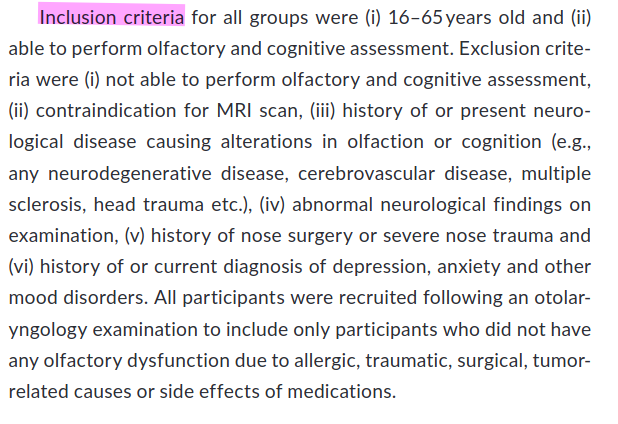 Inclusion criteria for all groups were (i) 16–65 years old and (ii)
able to perform olfactory and cognitive assessment. Exclusion crite-
ria were (i) not able to perform olfactory and cognitive assessment,
(ii) contraindication for MRI scan, (iii) history of or present neuro-
logical disease causing alterations in olfaction or cognition (e.g.,
any neurodegenerative disease, cerebrovascular disease, multiple
sclerosis, head trauma etc.), (iv) abnormal neurological findings on
examination, (v) history of nose surgery or severe nose trauma and
(vi) history of or current diagnosis of depression, anxiety and other
mood disorders. All participants were recruited following an otolar-
yngology examination to include only participants who did not have
any olfactory dysfunction due to allergic, traumatic, surgical, tumor-
related causes or side effects of medications.